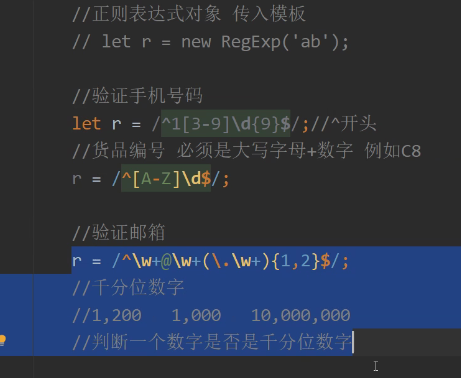 //正则表达式对象 传入模板
// let r = new RegExp('ab');
//验证手机号码
let r = /^1[3-9]\d{9}$/;//^开头
//货品编号 必须是大写字母+数字 例如C8
r = /^[A-Z]\d$/;
//验证邮箱
r = /^\w+@\w+(\.\w+){1,2}$/;
//千分位数字
//1,200   1,000   10,000,000
//判断一个数字是否是千分位数字